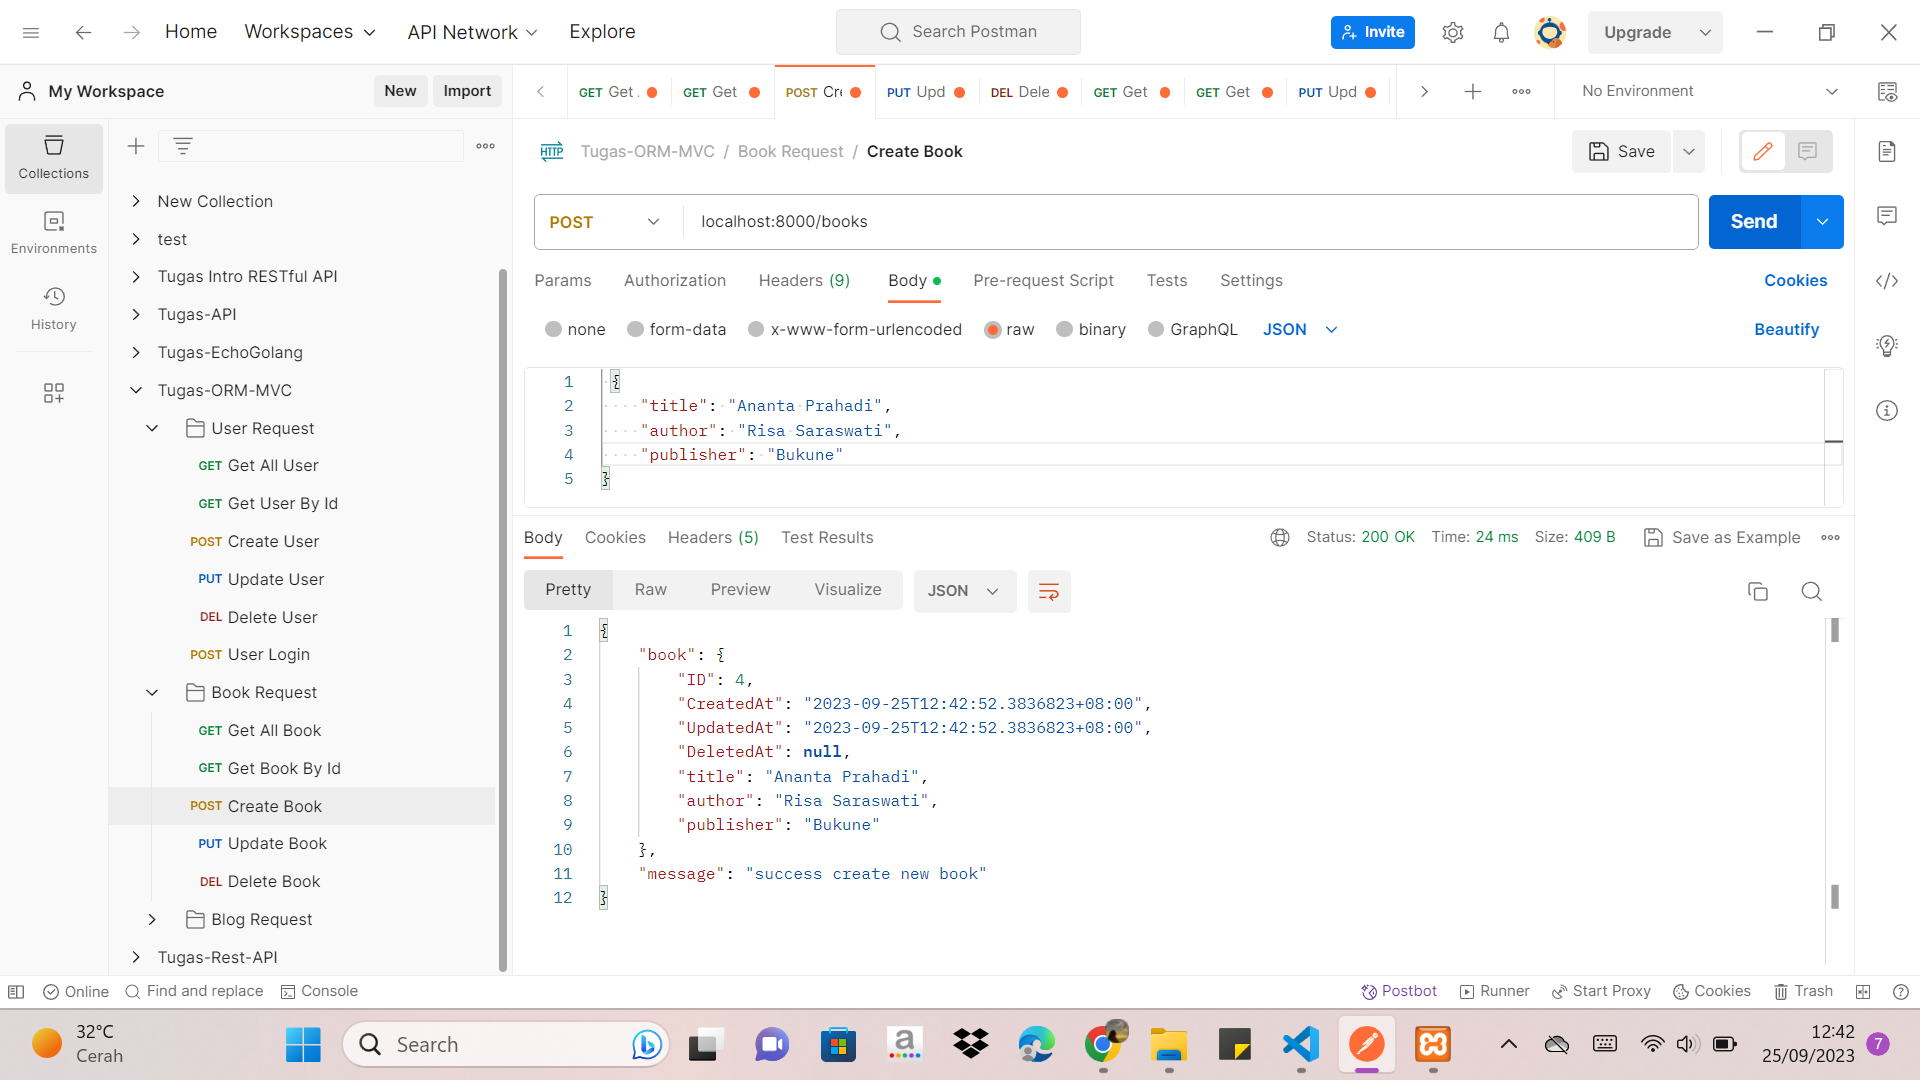 Home
Workspaces
API Network
Explore
Search Postman
Invite
Upgrade
My Workspace
New
Import
GET Get
GET Get
POST Cre
PUT Upd
DEL Dele
GET Get
GET Get
PUT Upd
No Environment
Collections
Environments
History
New Collection
test
Tugas Intro RESTful API
Tugas-API
Tugas-EchoGolang
Tugas-ORM-MVC
User Request
GET Get All User
GET Get User By Id
POST Create User
PUT Update User
DEL Delete User
POST User Login
Book Request
GET Get All Book
GET Get Book By Id
POST Create Book
PUT Update Book
DEL Delete Book
Blog Request
Tugas-Rest-API
HTTP Tugas-ORM-MVC / Book Request / Create Book
Save
POST localhost:8000/books
Send
Params Authorization Headers (9) Body Pre-request Script Tests Settings Cookies
none form-data x-www-form-urlencoded raw binary GraphQL JSON Beautify
1 {
2 "title": "Ananta Prahadi",
3 "author": "Risa Saraswati",
4 "publisher": "Bukune"
5 }
Body Cookies Headers (5) Test Results Status: 200 OK Time: 24 ms Size: 409 B Save as Example
Pretty Raw Preview Visualize JSON
1 {
2 "book": {
3 "ID": 4,
4 "CreatedAt": "2023-09-25T12:42:52.3836823+08:00",
5 "UpdatedAt": "2023-09-25T12:42:52.3836823+08:00",
6 "DeletedAt": null,
7 "title": "Ananta Prahadi",
8 "author": "Risa Saraswati",
9 "publisher": "Bukune"
10 },
11 "message": "success create new book"
12 }
Online Find and replace Console Postbot Runner Start Proxy Cookies Trash
32°C
Cerah
Search
a
12:42
25/09/2023
7